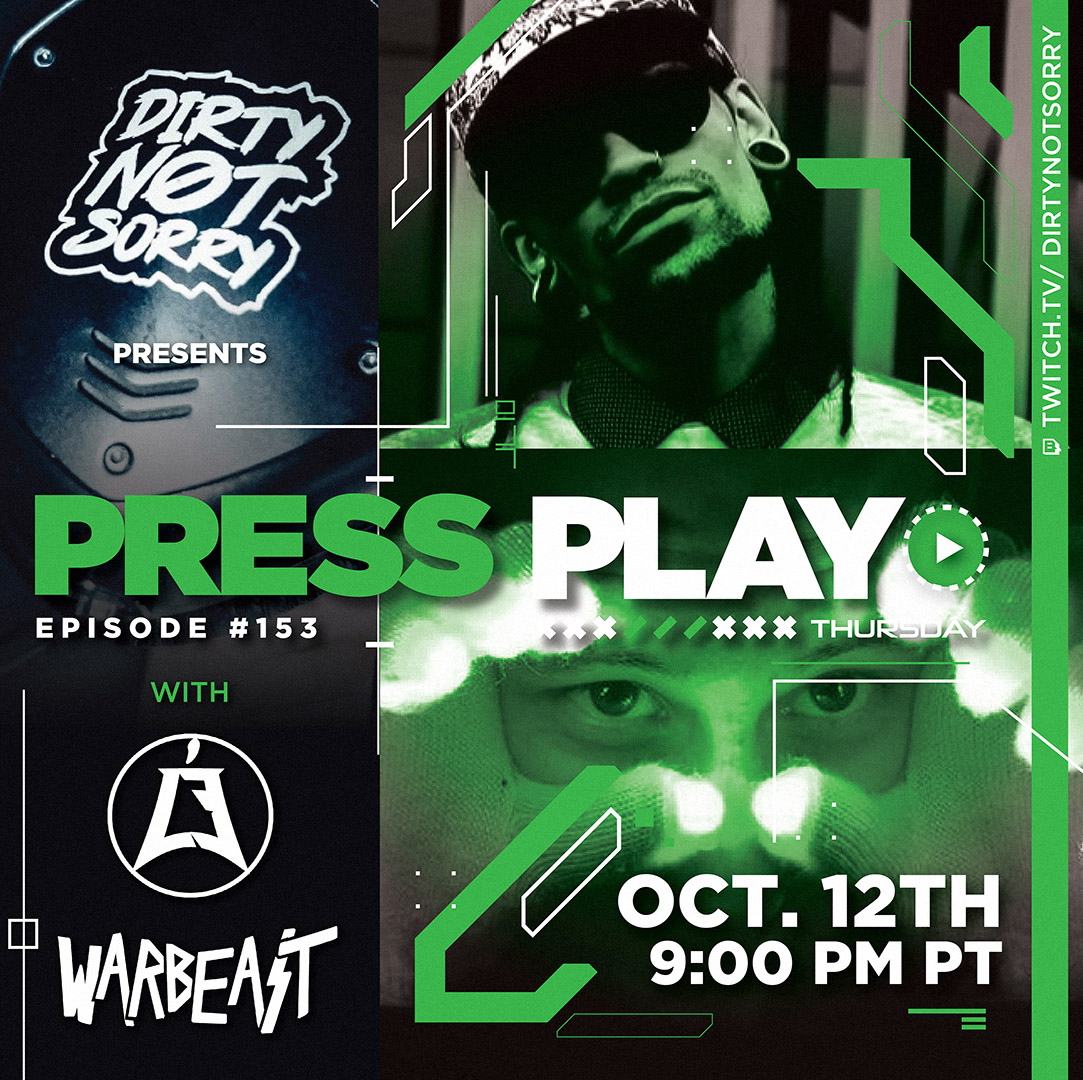 DIRTY
NOT
SORRY
PRESENTS
PRESS PLAY
EPISODE #153
THURSDAY
WITH
WARBEAST
OCT. 12TH
9:00 PM PT
TWITCH.TV/ DIRTYNOTSORRY